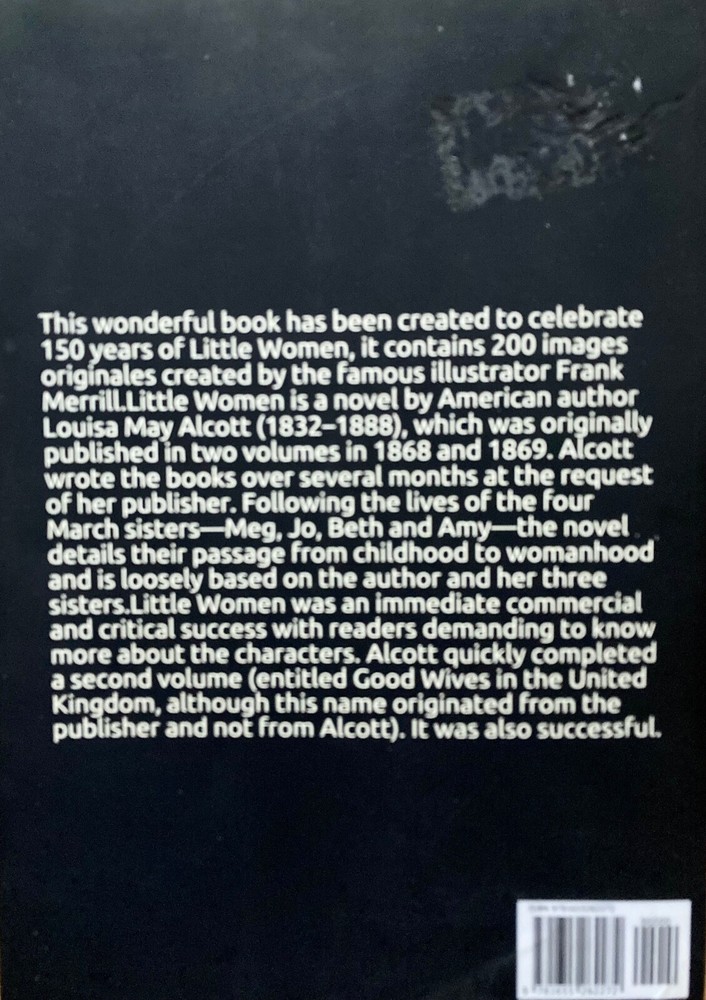 This wonderful book has been created to celebrate
150 years of Little Women, it contains 200 images
originales created by the famous illustrator Frank
Merrill.Little Women is a novel by American author
Louisa May Alcott (1832–1888), which was originally
published in two volumes in 1868 and 1869. Alcott
wrote the books over several months at the request
of her publisher. Following the lives of the four
March sisters—Meg, Jo, Beth and Amy—the novel
details their passage from childhood to womanhood
and is loosely based on the author and her three
sisters.Little Women was an immediate commercial
and critical success with readers demanding to know
more about the characters. Alcott quickly completed
a second volume (entitled Good Wives in the United
Kingdom, although this name originated from the
publisher and not from Alcott). It was also successful.